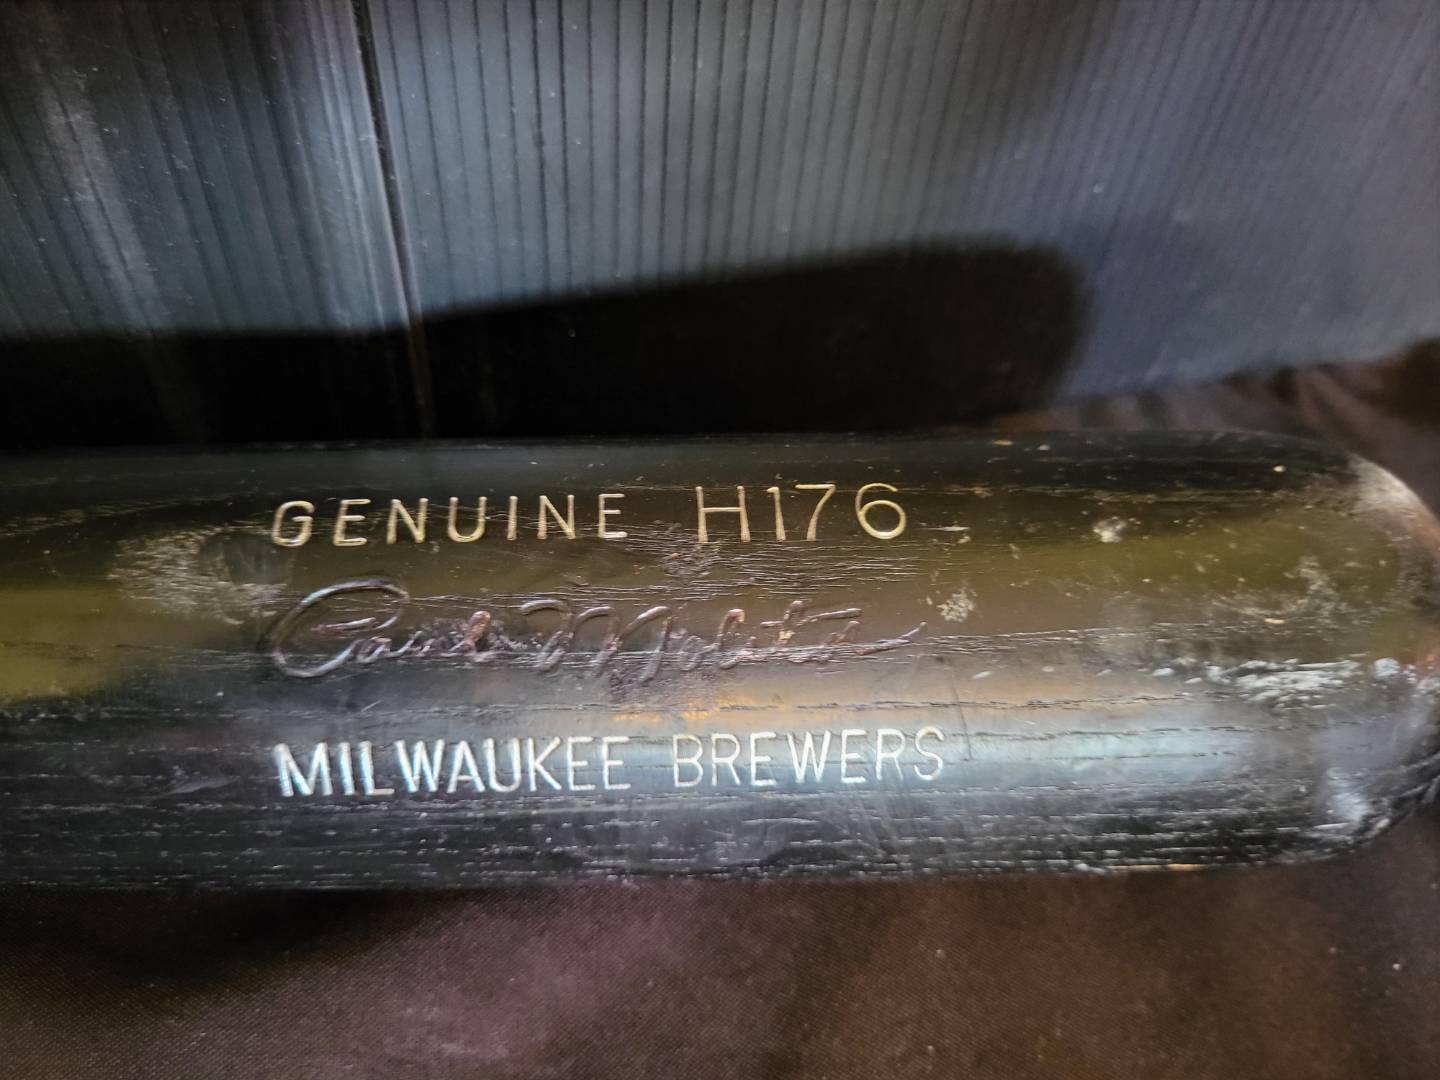 GENUINE H176
Paul Molitor
MILWAUKEE BREWERS